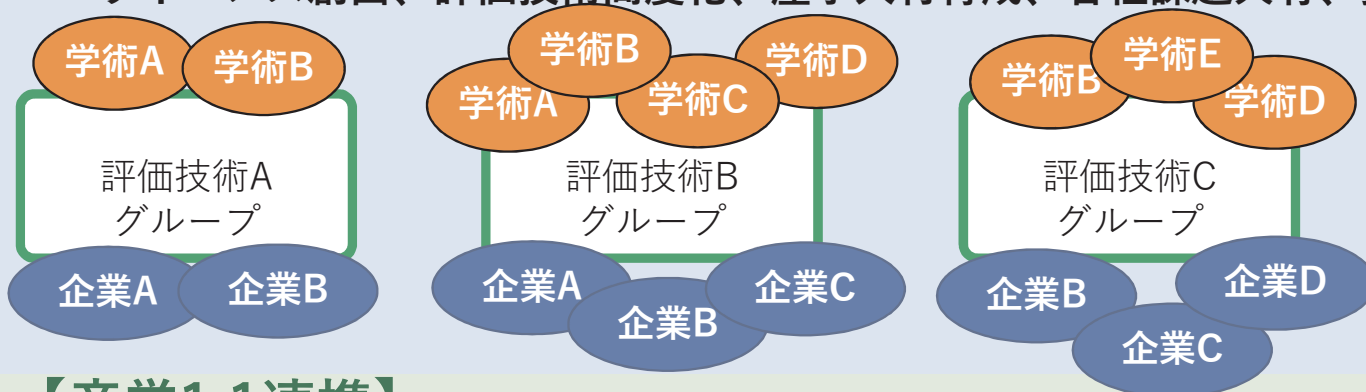 学術A
学術B
学術A
学術B
学術C
学術D
学術B
学術E
学術D
評価技術A
グループ
評価技術B
グループ
評価技術C
グループ
企業A
企業B
企業A
企業B
企業C
企業B
企業C
企業D